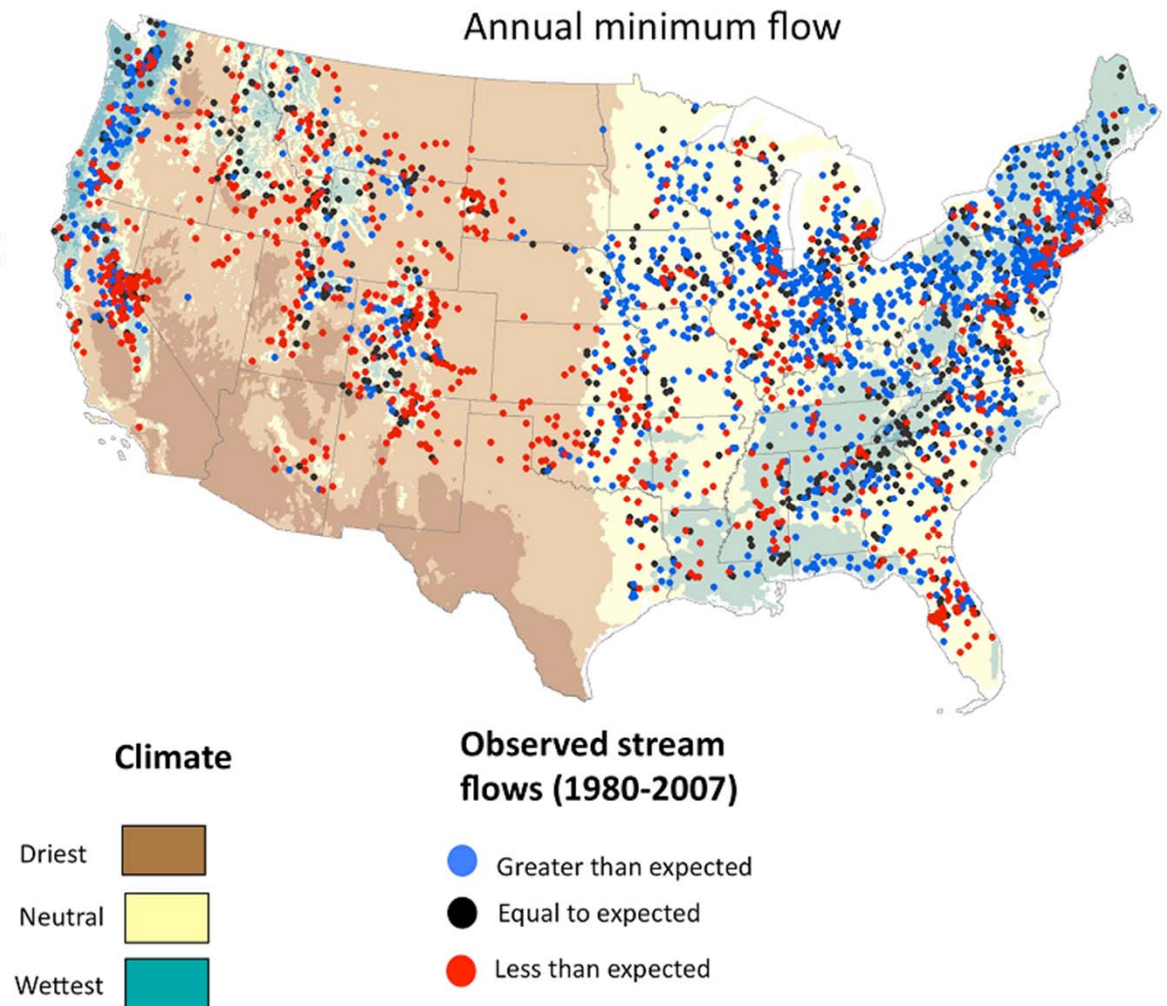 Annual minimum flow
Climate
Driest
Neutral
Wettest
Observed stream
flows (1980-2007)
Greater than expected
Equal to expected
Less than expected